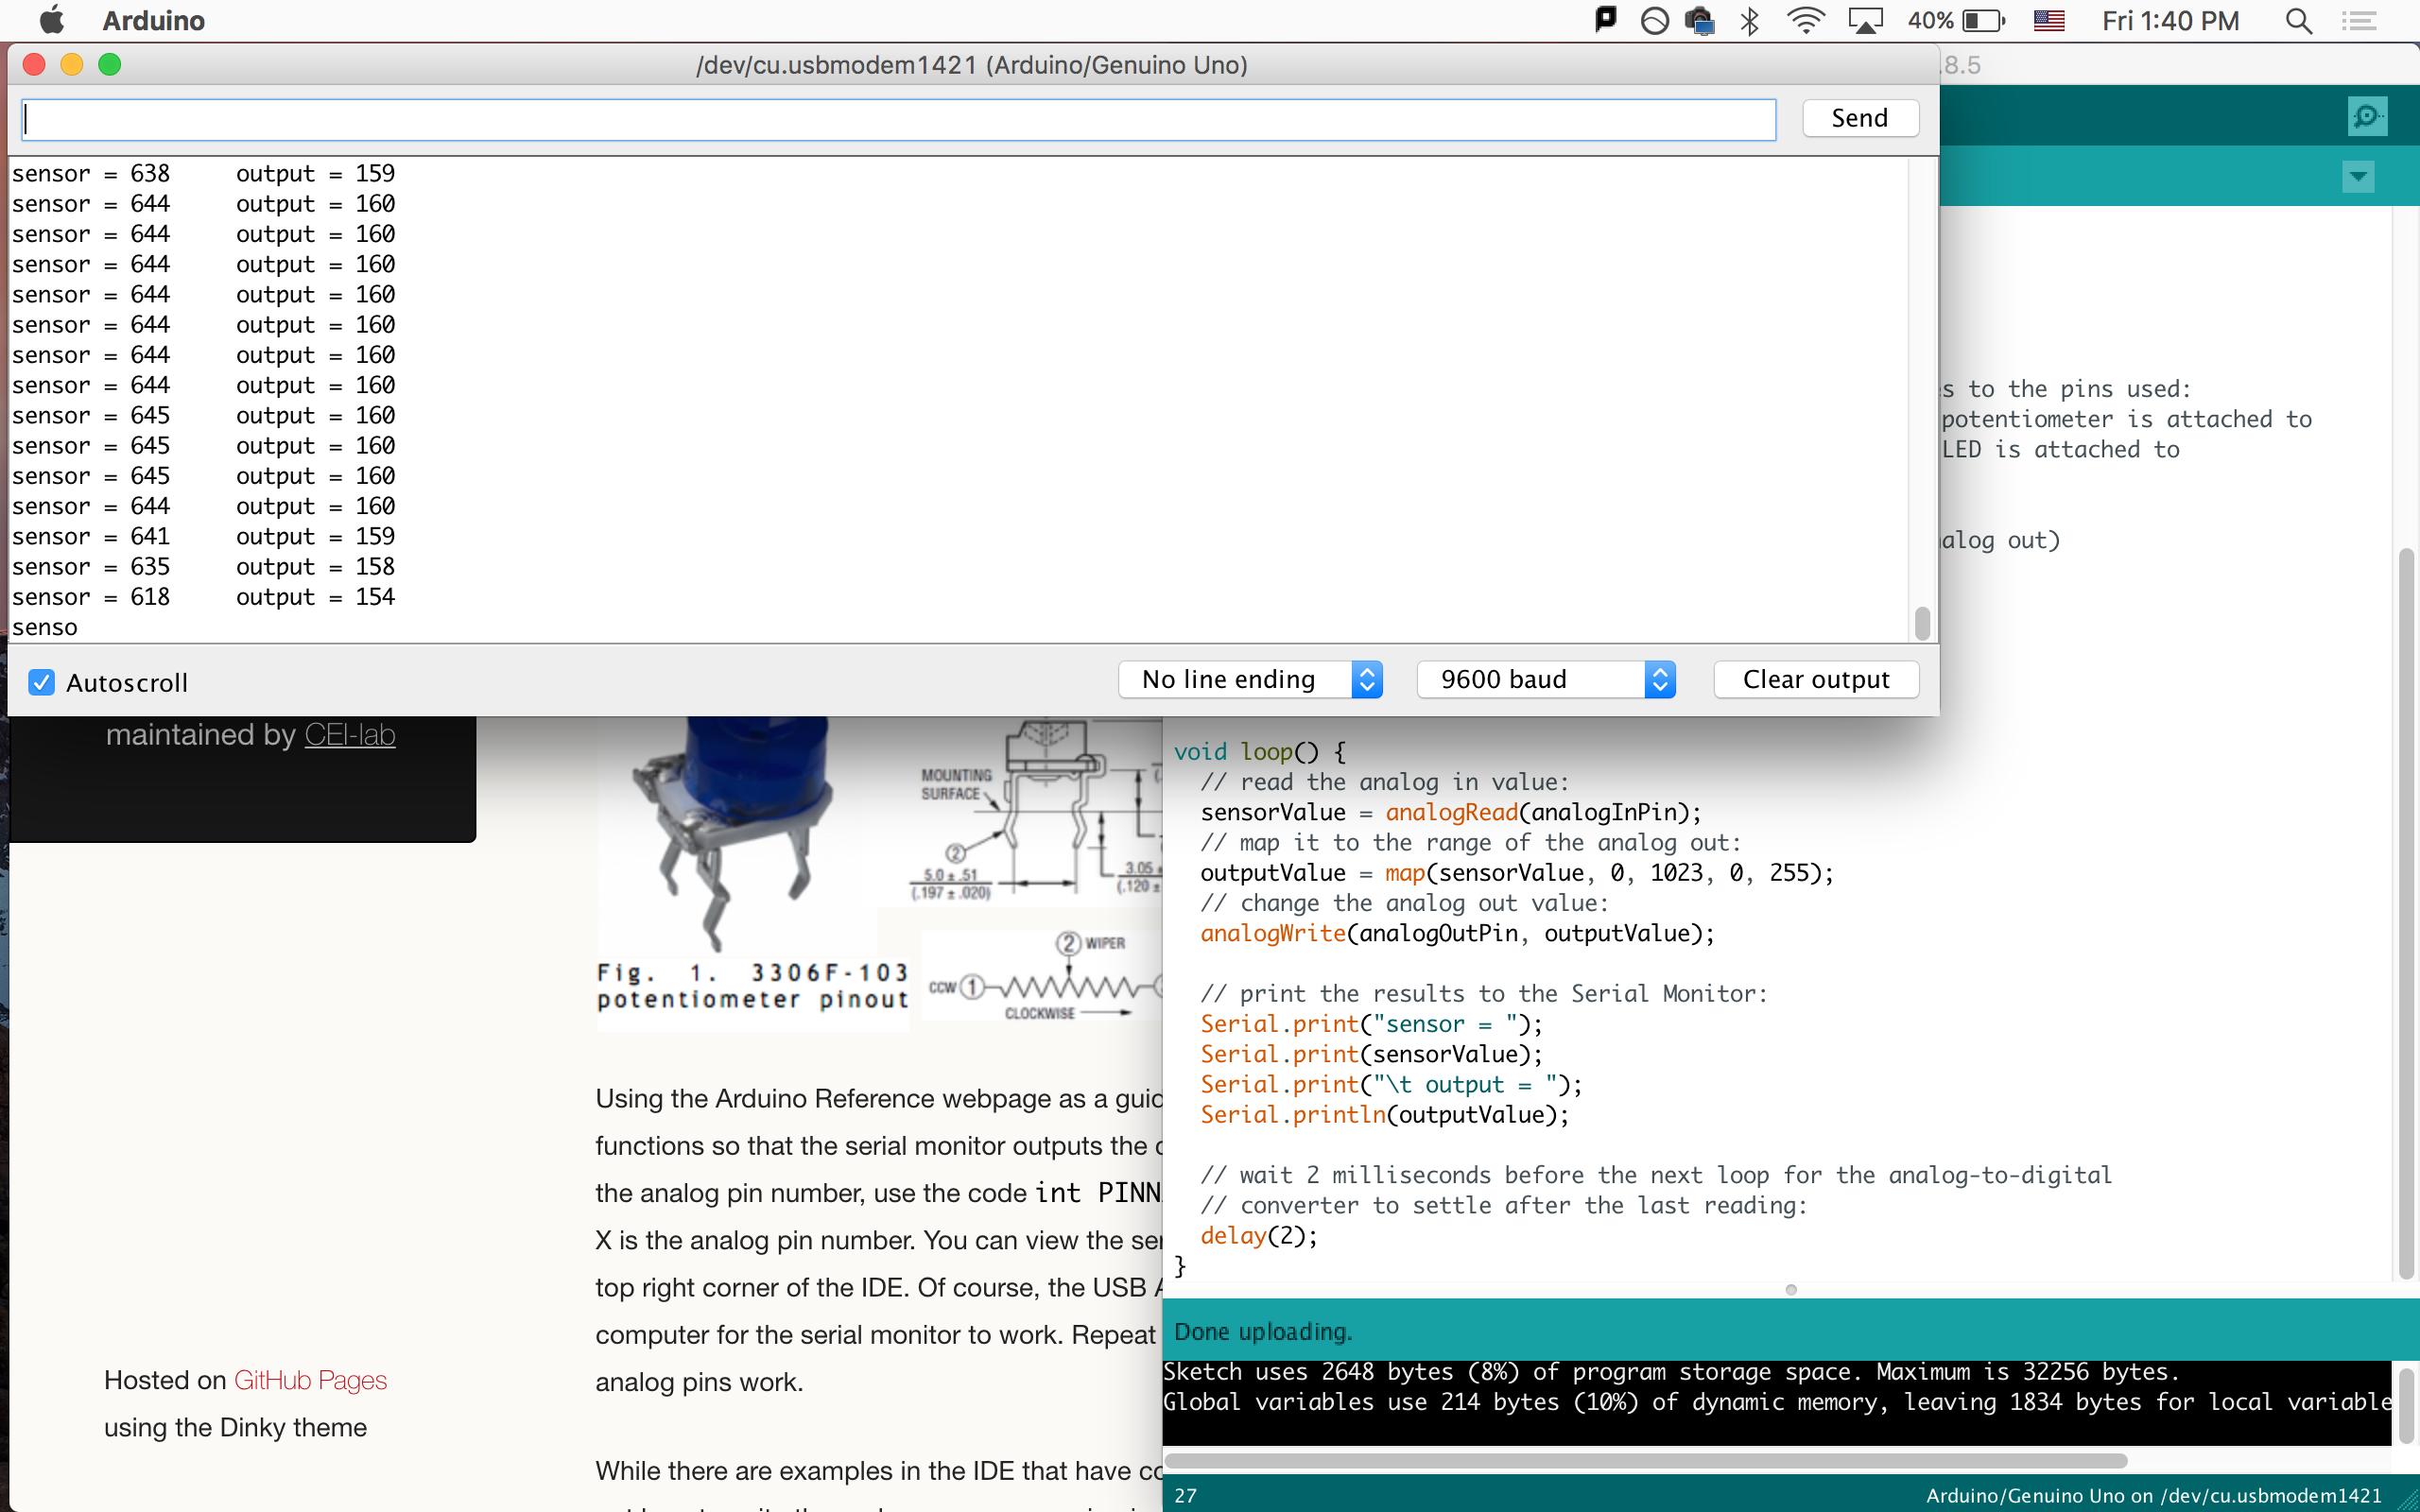 Arduino
40%
Fri 1:40 PM
/dev/cu.usbmodem1421 (Arduino/Genuino Uno)
.8.5
Send
sensor = 638 output = 159
sensor = 644 output = 160
sensor = 644 output = 160
sensor = 644 output = 160
sensor = 644 output = 160
sensor = 644 output = 160
sensor = 644 output = 160
sensor = 644 output = 160
sensor = 645 output = 160
sensor = 645 output = 160
sensor = 645 output = 160
sensor = 644 output = 160
sensor = 641 output = 159
sensor = 635 output = 158
sensor = 618 output = 154
senso
Autoscroll
No line ending
9600 baud
Clear output
es to the pins used:
potentiometer is attached to
LED is attached to
alog out)
maintained by CEI-lab
MOUNTING
SURFACE
2
5.0 ± .51
(.197 ± .020)
3.05 ±
(.120 ±
2 WIPER
CCW 1
CLOCKWISE
Fig. 1. 3306F-103
potentiometer pinout
Using the Arduino Reference webpage as a guid
functions so that the serial monitor outputs the
the analog pin number, use the code int PINN
X is the analog pin number. You can view the ser
top right corner of the IDE. Of course, the USB A
computer for the serial monitor to work. Repeat
analog pins work.
While there are examples in the IDE that have co
Hosted on GitHub Pages
using the Dinky theme
void loop() {
// read the analog in value:
sensorValue = analogRead(analogInPin);
// map it to the range of the analog out:
outputValue = map(sensorValue, 0, 1023, 0, 255);
// change the analog out value:
analogWrite(analogOutPin, outputValue);
// print the results to the Serial Monitor:
Serial.print("sensor = ");
Serial.print(sensorValue);
Serial.print("\t output = ");
Serial.println(outputValue);
// wait 2 milliseconds before the next loop for the analog-to-digital
// converter to settle after the last reading:
delay(2);
}
Done uploading.
Sketch uses 2648 bytes (8%) of program storage space. Maximum is 32256 bytes.
Global variables use 214 bytes (10%) of dynamic memory, leaving 1834 bytes for local variable
27
Arduino/Genuino Uno on /dev/cu.usbmodem1421